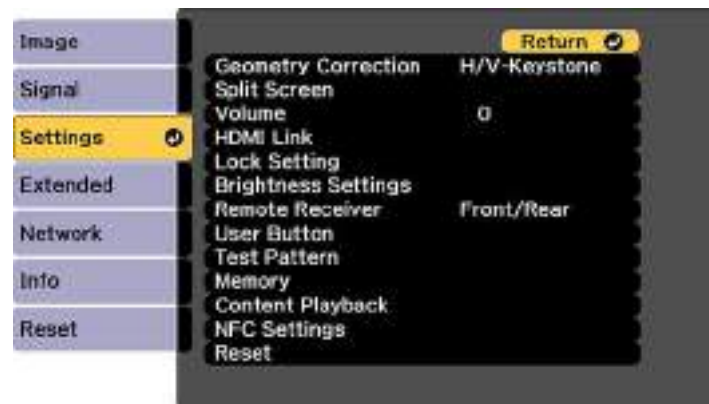 Image
Signal
Settings
Extended
Network
Info
Reset
Return
Geometry Correction H/V-Keystone
Split Screen
Volume 0
HDMI Link
Lock Setting
Brightness Settings
Remote Receiver Front/Rear
User Button
Test Pattern
Memory
Content Playback
NFC Settings
Reset